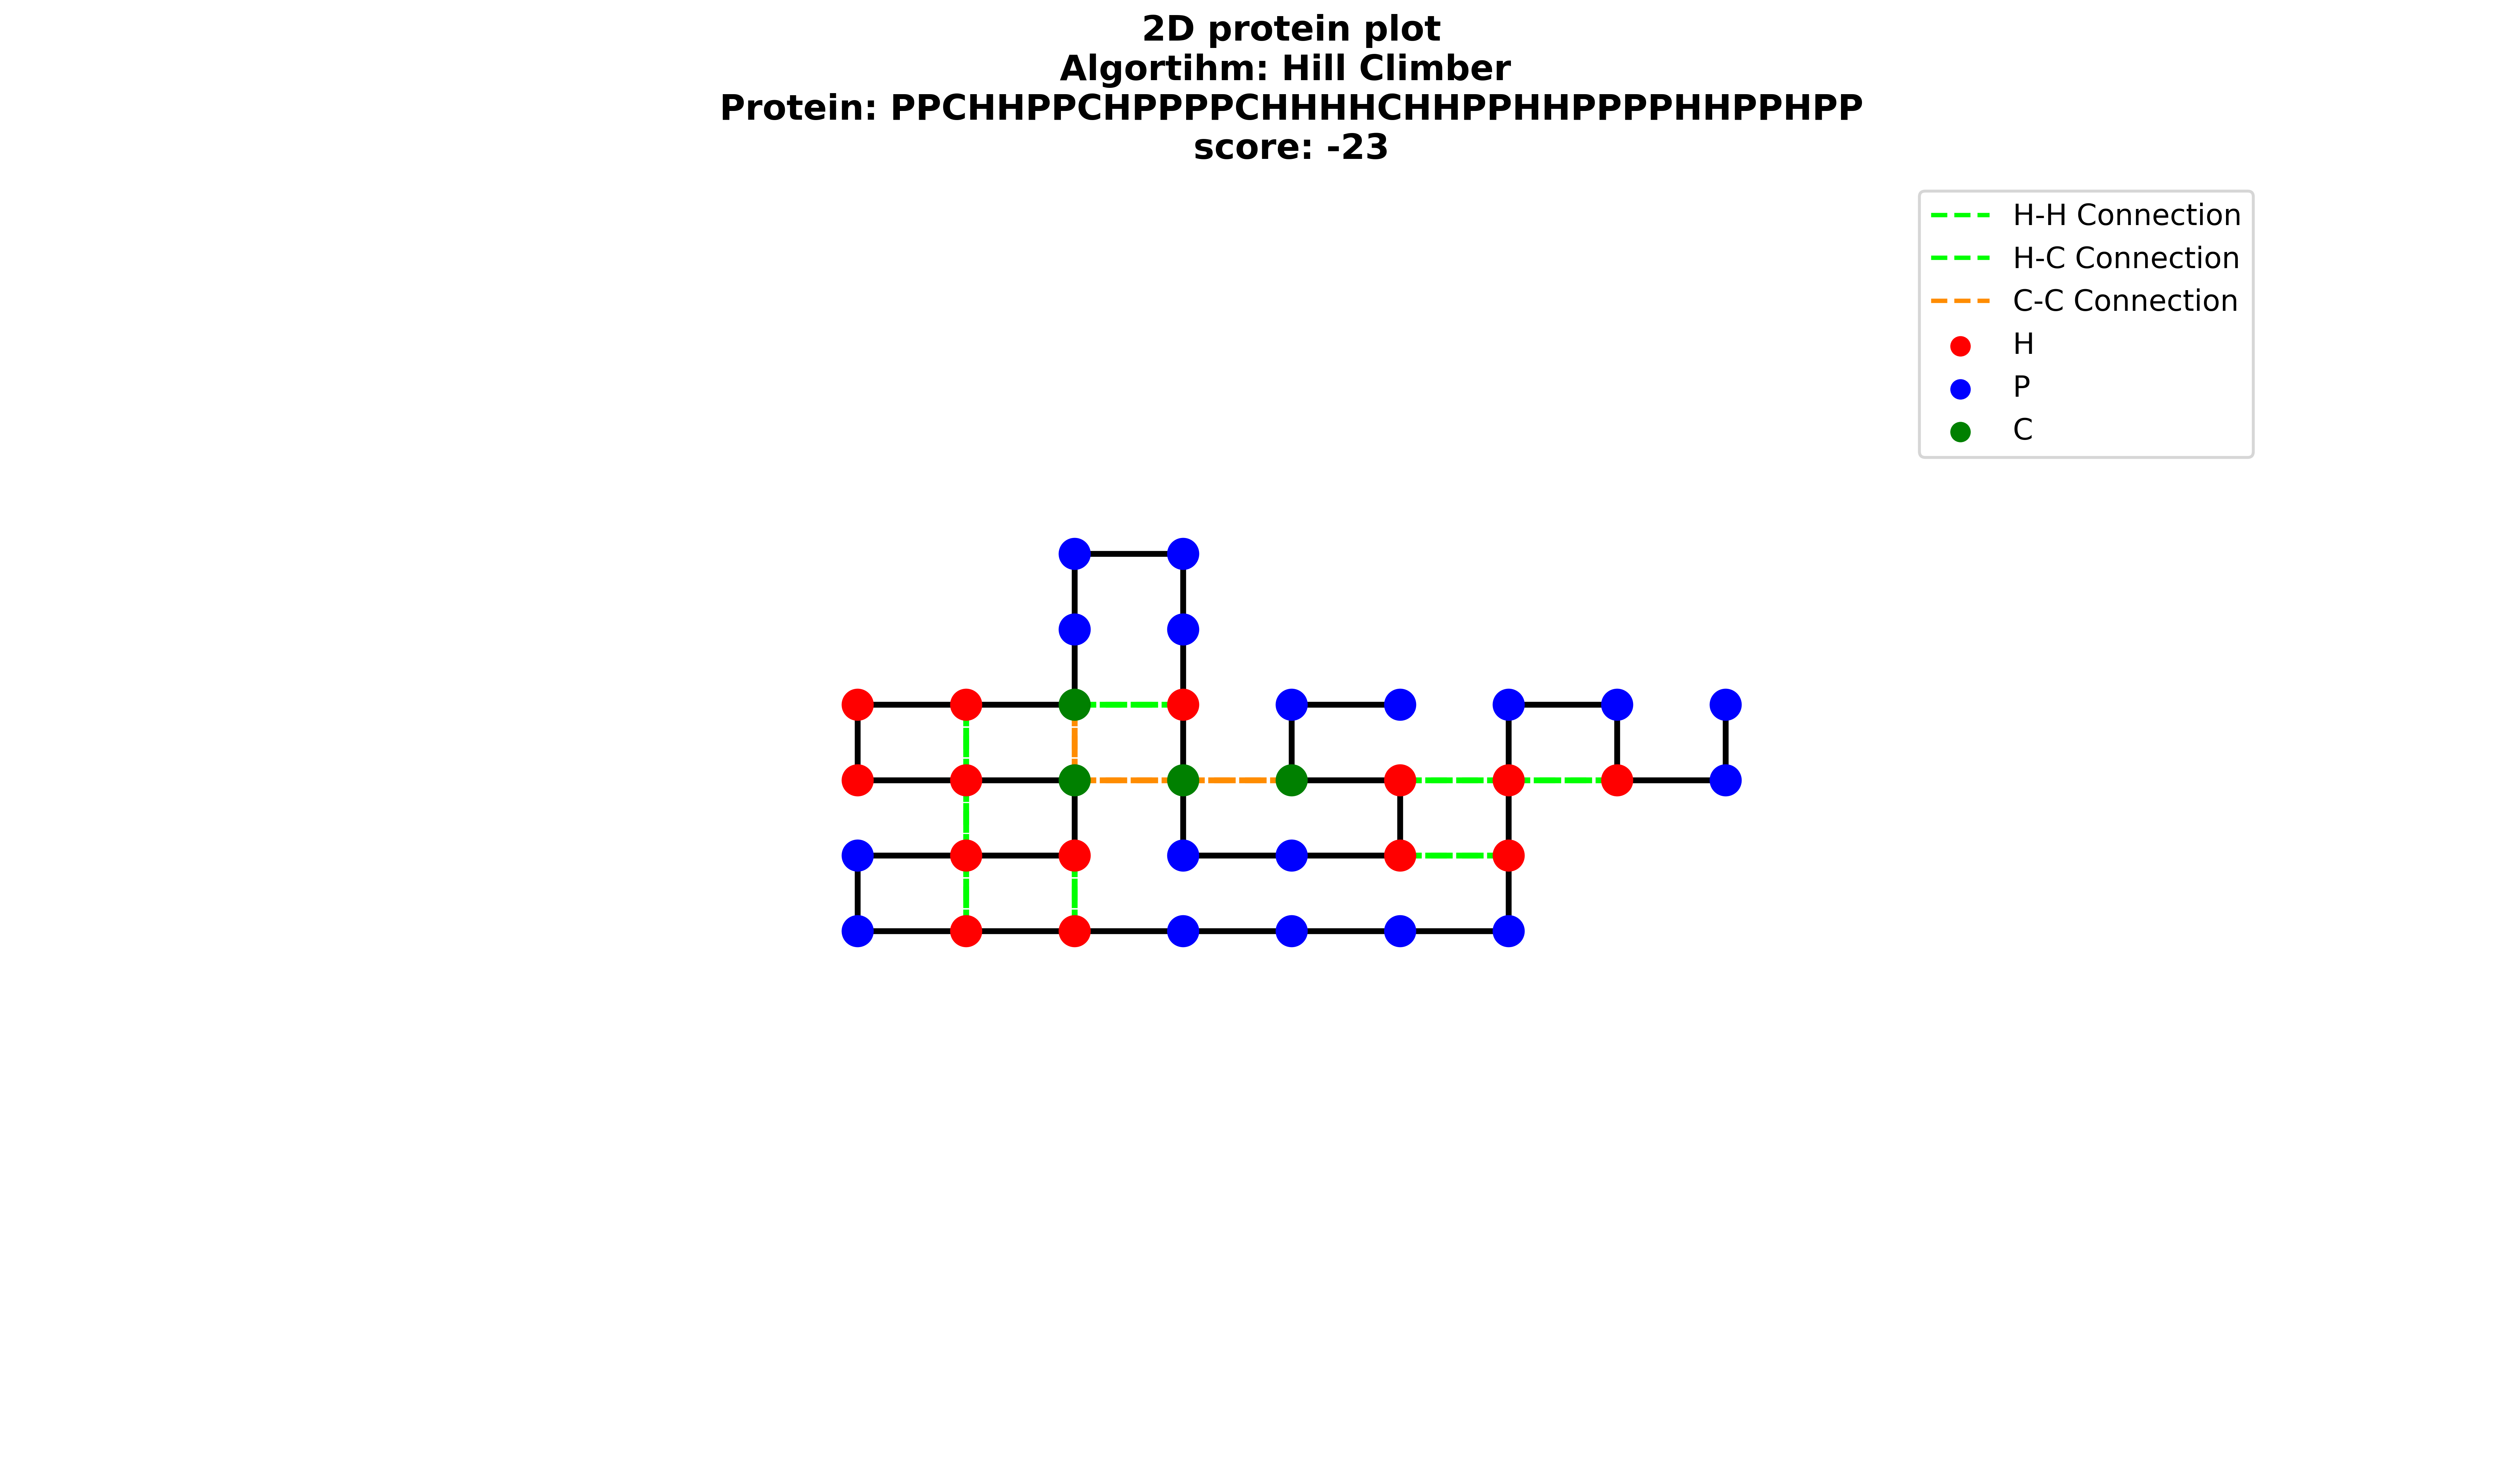 2D protein plot
Algortihm: Hill Climber
Protein: PPCHHPPCHPPPPCHHHHCHHPPHHPPPPHHPPHPP
score: -23
H-H Connection
H-C Connection
C-C Connection
H
P
C